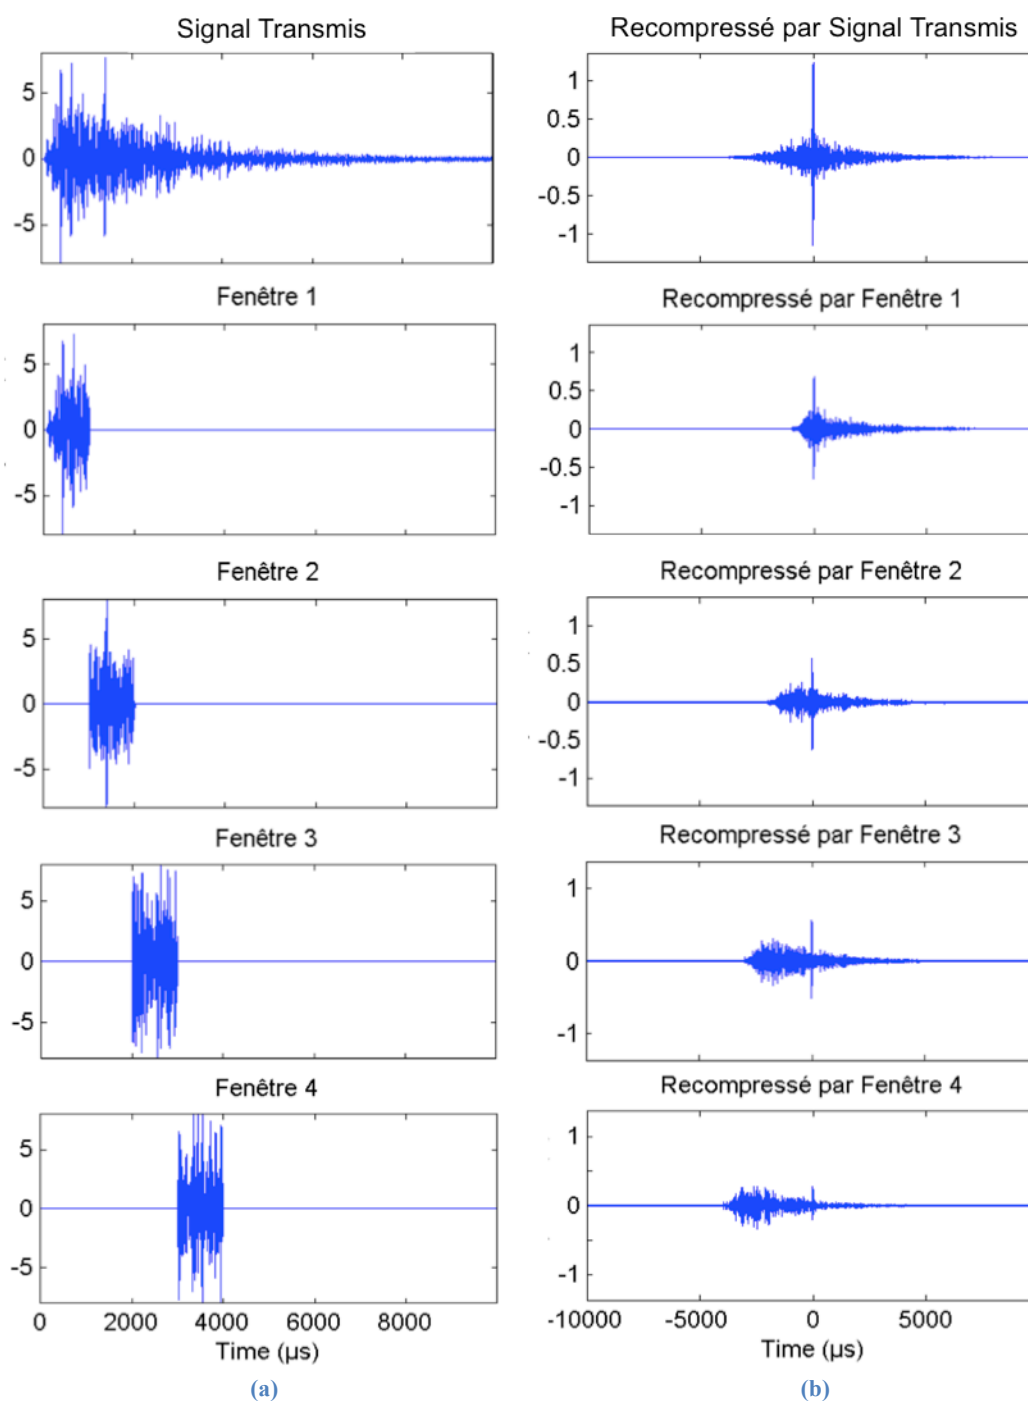 Signal Transmis
Recompressé par Signal Transmis
5
0
-5
1
0.5
0
-0.5
-1
Fenêtre 1
Recompressé par Fenêtre 1
5
0
-5
1
0.5
0
-0.5
-1
Fenêtre 2
Recompressé par Fenêtre 2
5
0
-5
1
0.5
0
-0.5
-1
Fenêtre 3
Recompressé par Fenêtre 3
5
0
-5
1
0
-1
Fenêtre 4
Recompressé par Fenêtre 4
5
0
-5
1
0
-1
0 2000 4000 6000 8000
-10000 -5000 0 5000
Time (µs)
Time (µs)
(a)
(b)